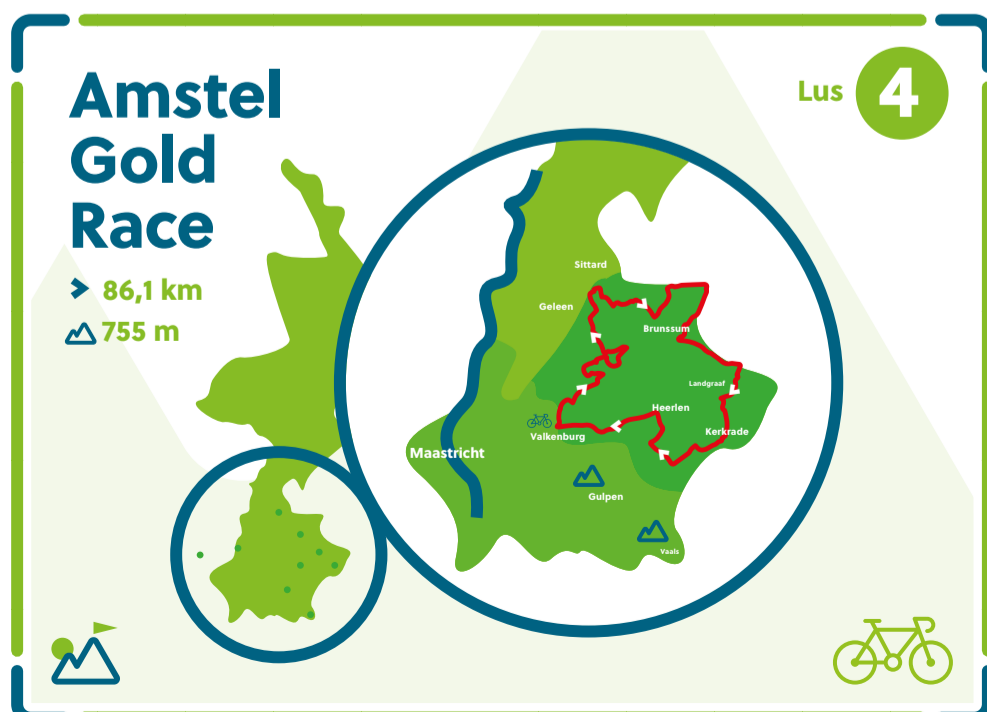 Amstel
Gold
Race
86,1 km
755 m
Lus 4
Sittard
Geleen
Brunssum
Landgraaf
Heerlen
Kerkrade
Valkenburg
Maastricht
Gulpen
Vaals